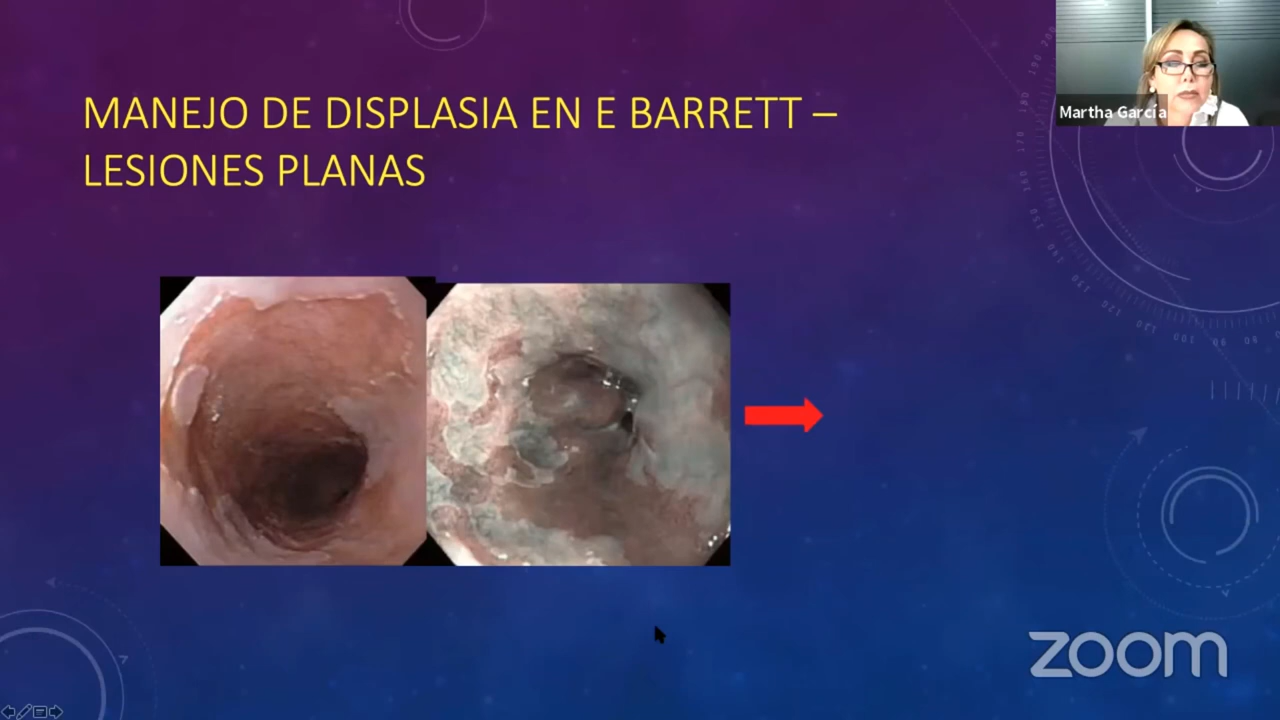 MANEJO DE DISPLASIA EN E BARRETT –
LESIONES PLANAS
Martha García
zoom